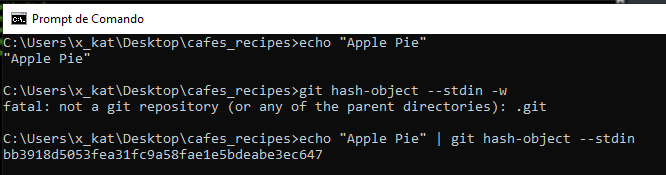 Prompt de Comando
C:\Users\x_kat\Desktop\cafes_recipes>echo "Apple Pie"
"Apple Pie"
C:\Users\x_kat\Desktop\cafes_recipes>git hash-object --stdin -w
fatal: not a git repository (or any of the parent directories): .git
C:\Users\x_kat\Desktop\cafes_recipes>echo "Apple Pie" | git hash-object --stdin
bb3918d5053fea31fc9a58fae1e5bdeabe3ec647